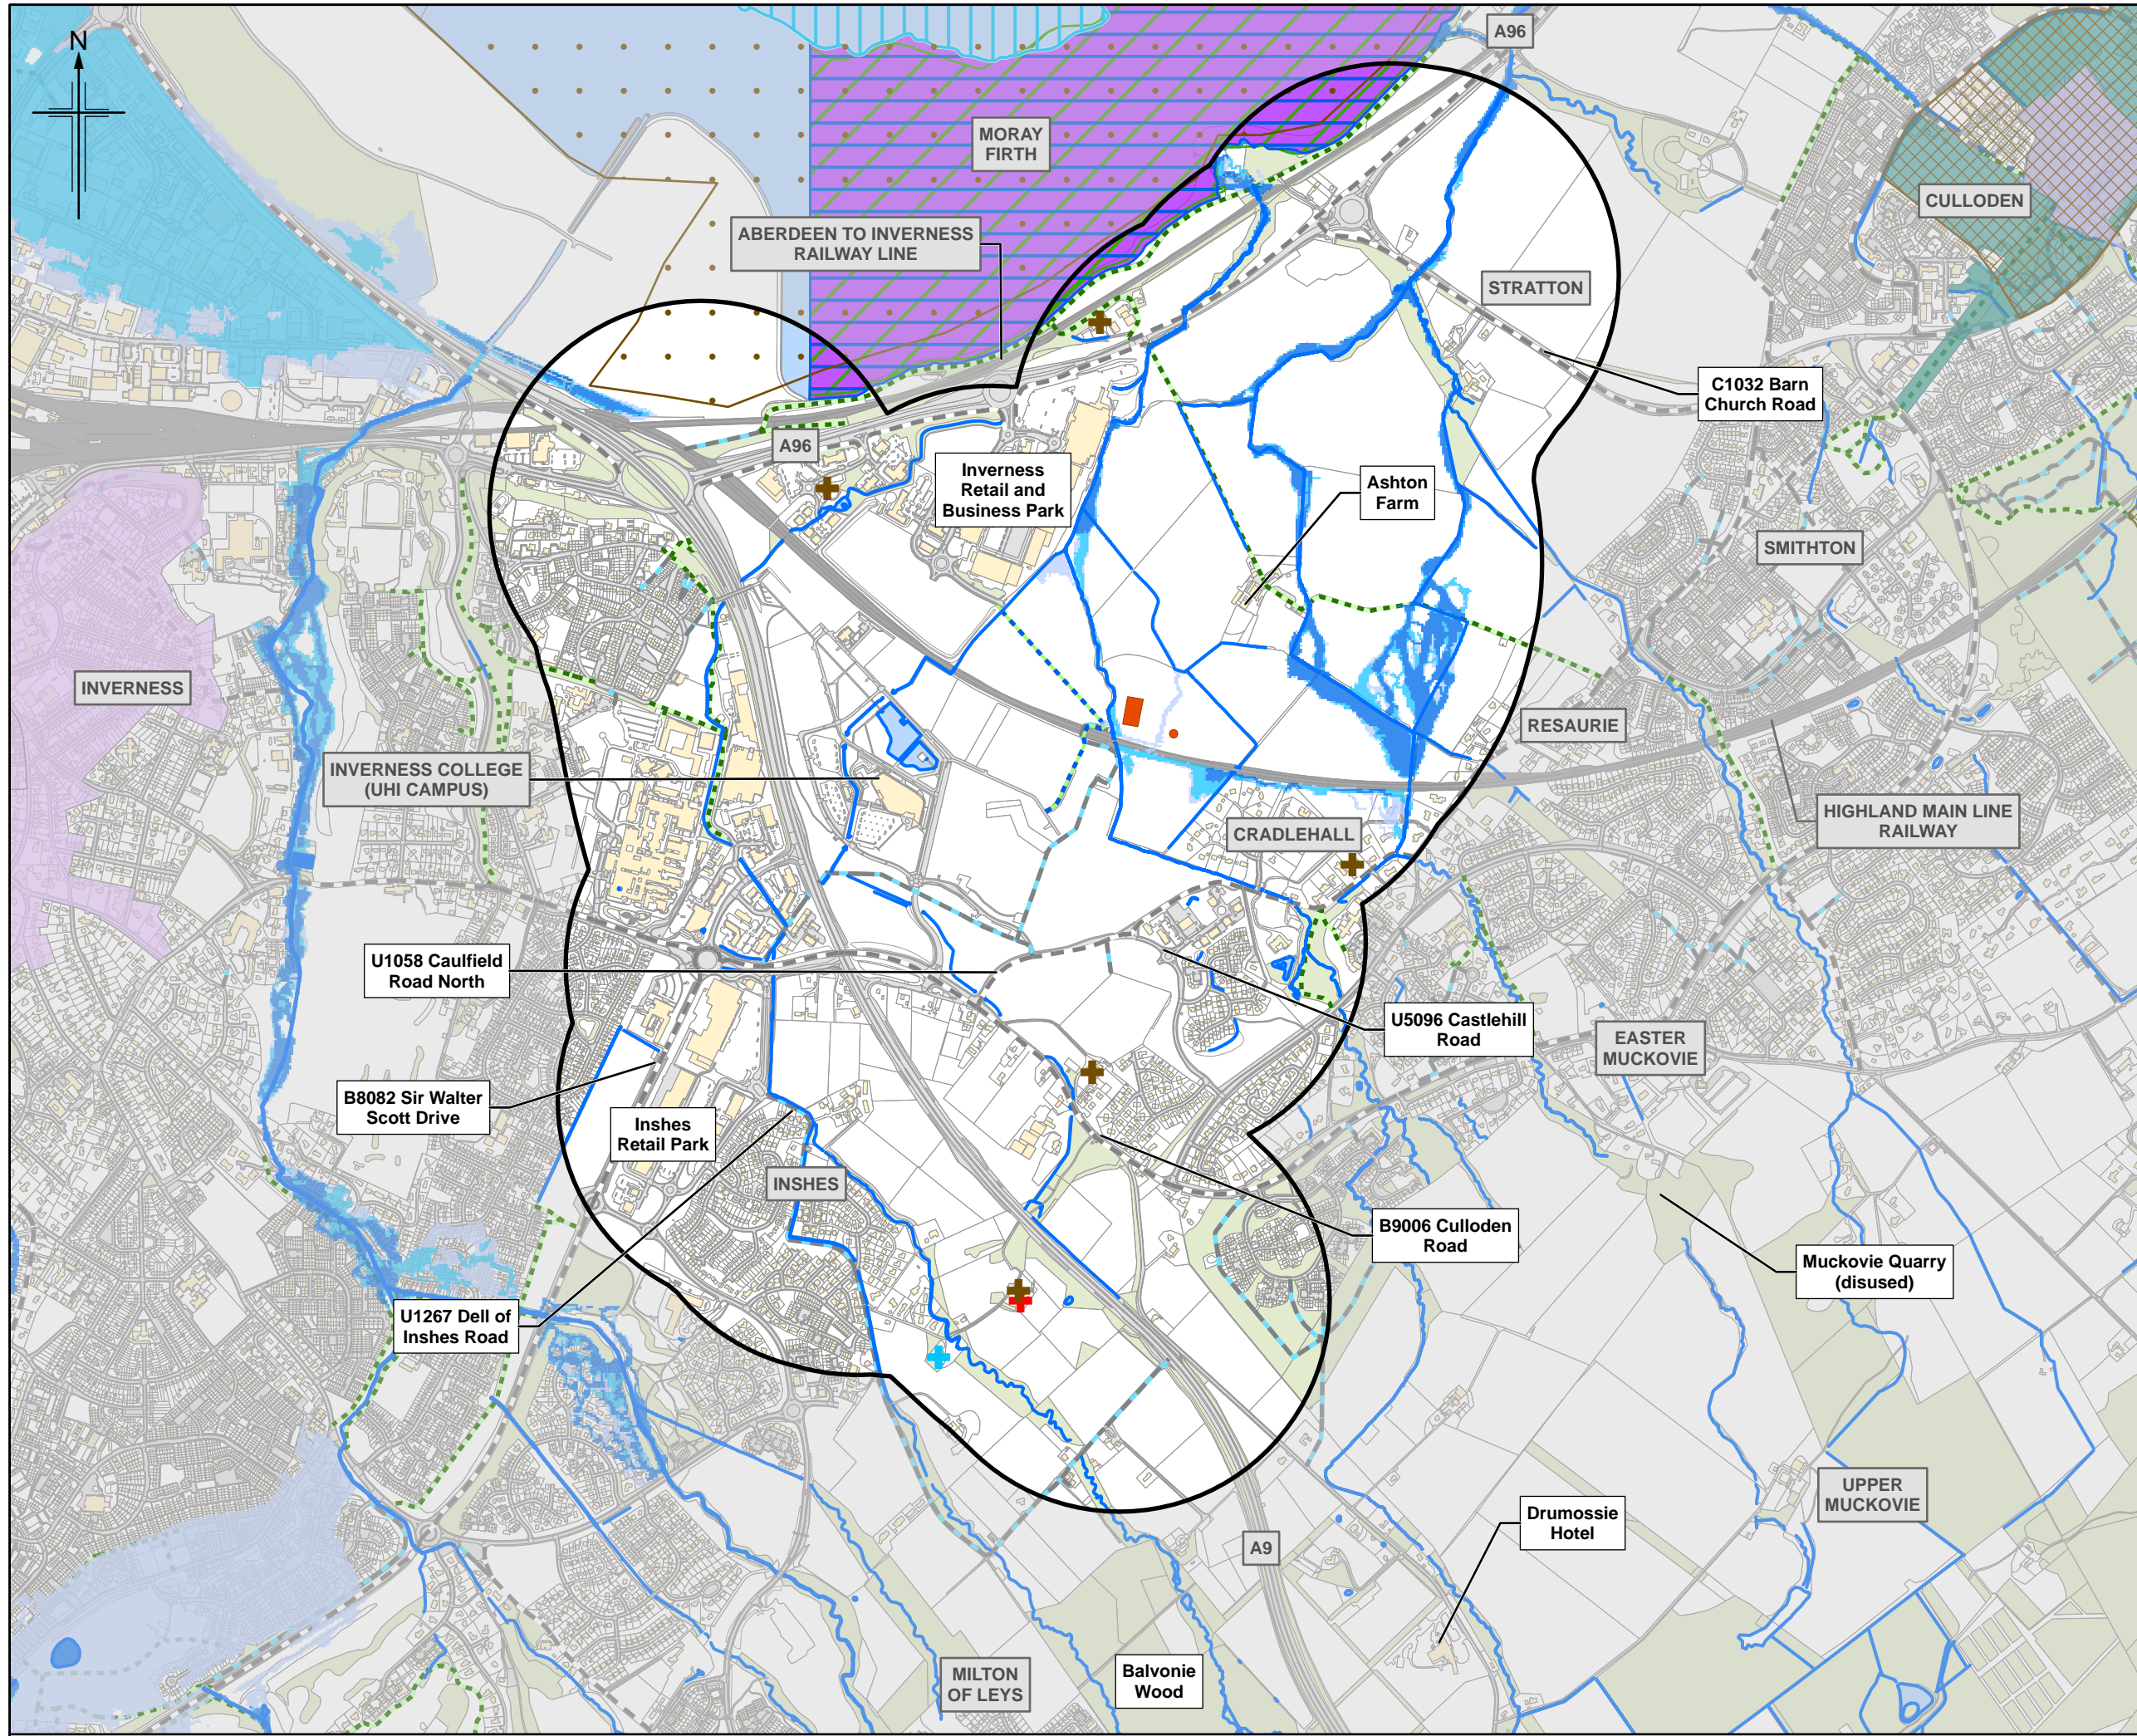 N
A96
MORAY
FIRTH
CULLODEN
ABERDEEN TO INVERNESS
RAILWAY LINE
STRATTON
C1032 Barn
Church Road
A96
Inverness
Retail and
Business Park
Ashton
Farm
SMITHTON
INVERNESS
RESAURIE
INVERNESS COLLEGE
(UHI CAMPUS)
HIGHLAND MAIN LINE
RAILWAY
CRADLEHALL
U1058 Caulfield
Road North
U5096 Castlehill
Road
EASTER
MUCKOVIE
B8082 Sir Walter
Scott Drive
Inshes
Retail Park
INSHES
B9006 Culloden
Road
Muckovie Quarry
(disused)
U1267 Dell of
Inshes Road
UPPER
MUCKOVIE
Drumossie
Hotel
A9
MILTON
OF LEYS
Balvonie
Wood